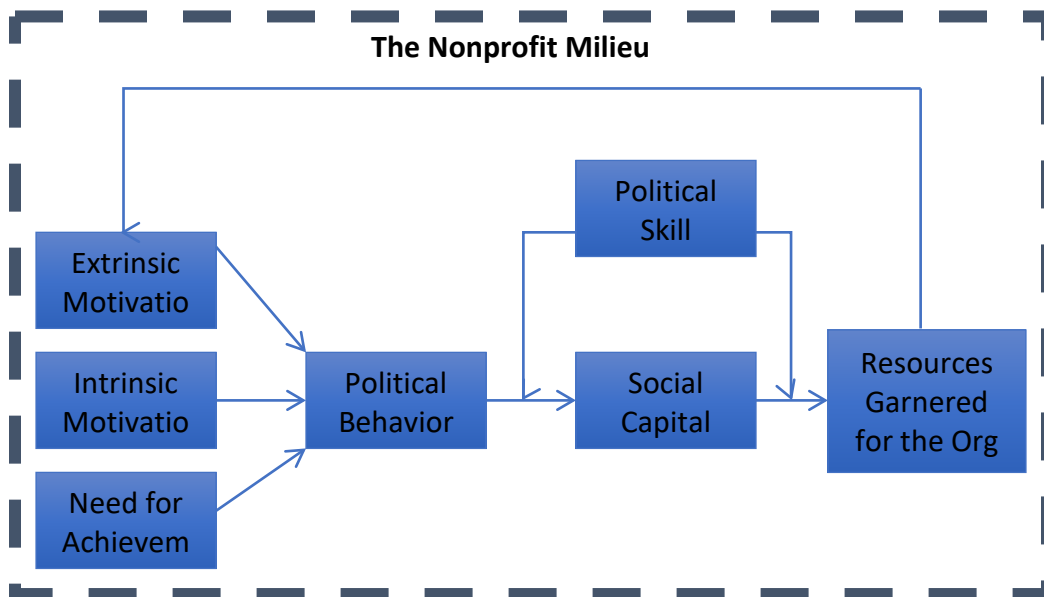 The Nonprofit Milieu
Political
Skill
Extrinsic
Motivatio
Intrinsic
Motivatio
Need for
Achievem
Political
Behavior
Social
Capital
Resources
Garnered
for the Org